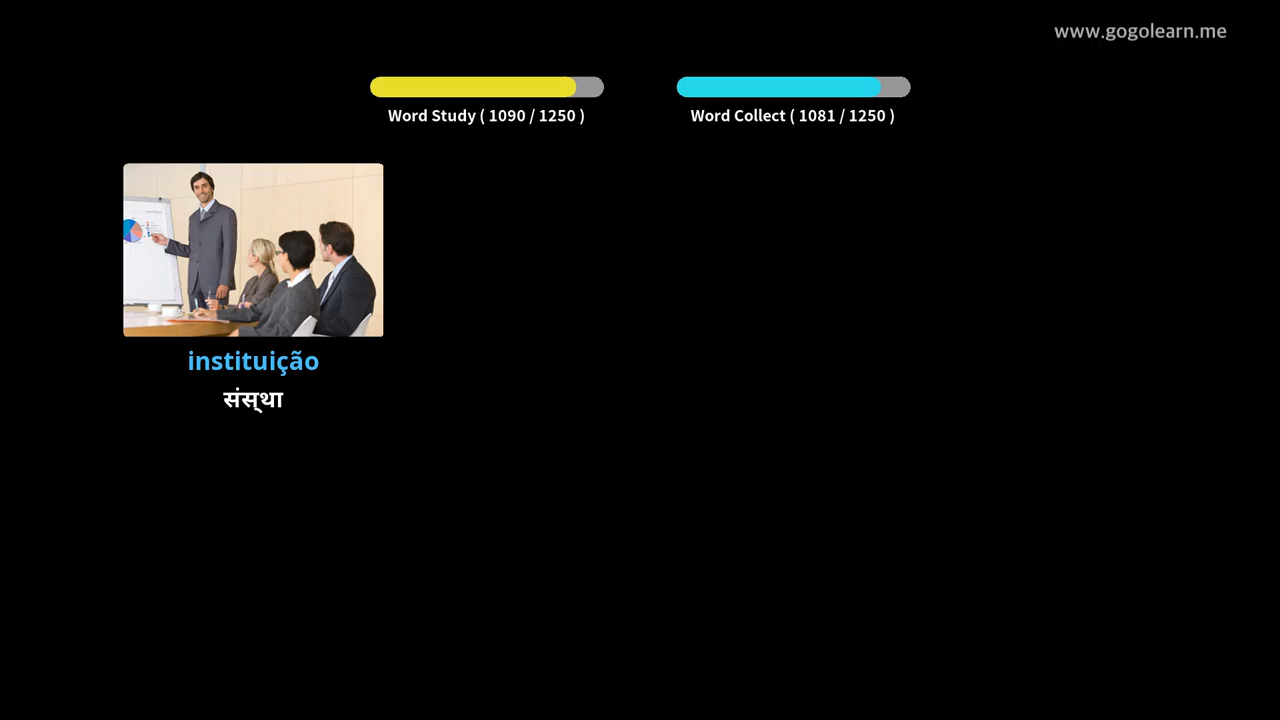 www.gogolearn.me
Word Study ( 1090 / 1250 )
Word Collect ( 1081 / 1250 )
instituição
संस्था